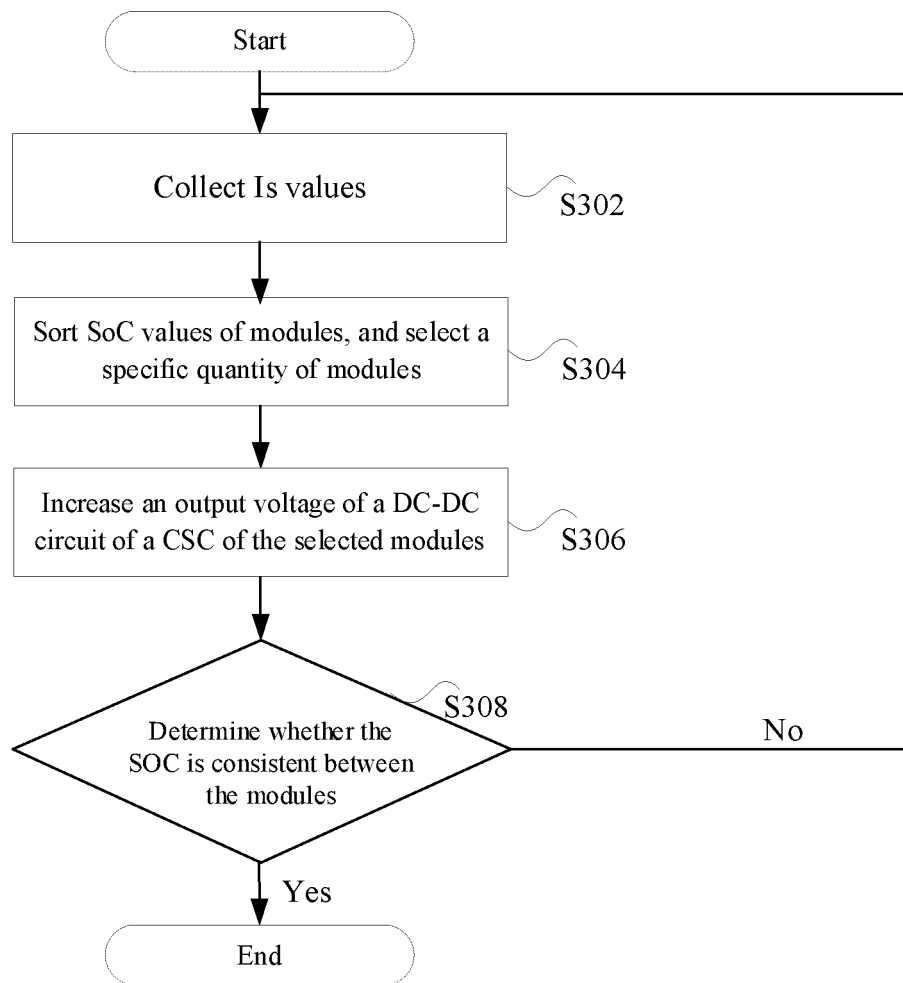 Start
Collect Is values
S302
Sort SoC values of modules, and select a
specific quantity of modules
S304
Increase an output voltage of a DC-DC
circuit of a CSC of the selected modules
S306
S308
Determine whether the
SOC is consistent between
the modules
No
Yes
End